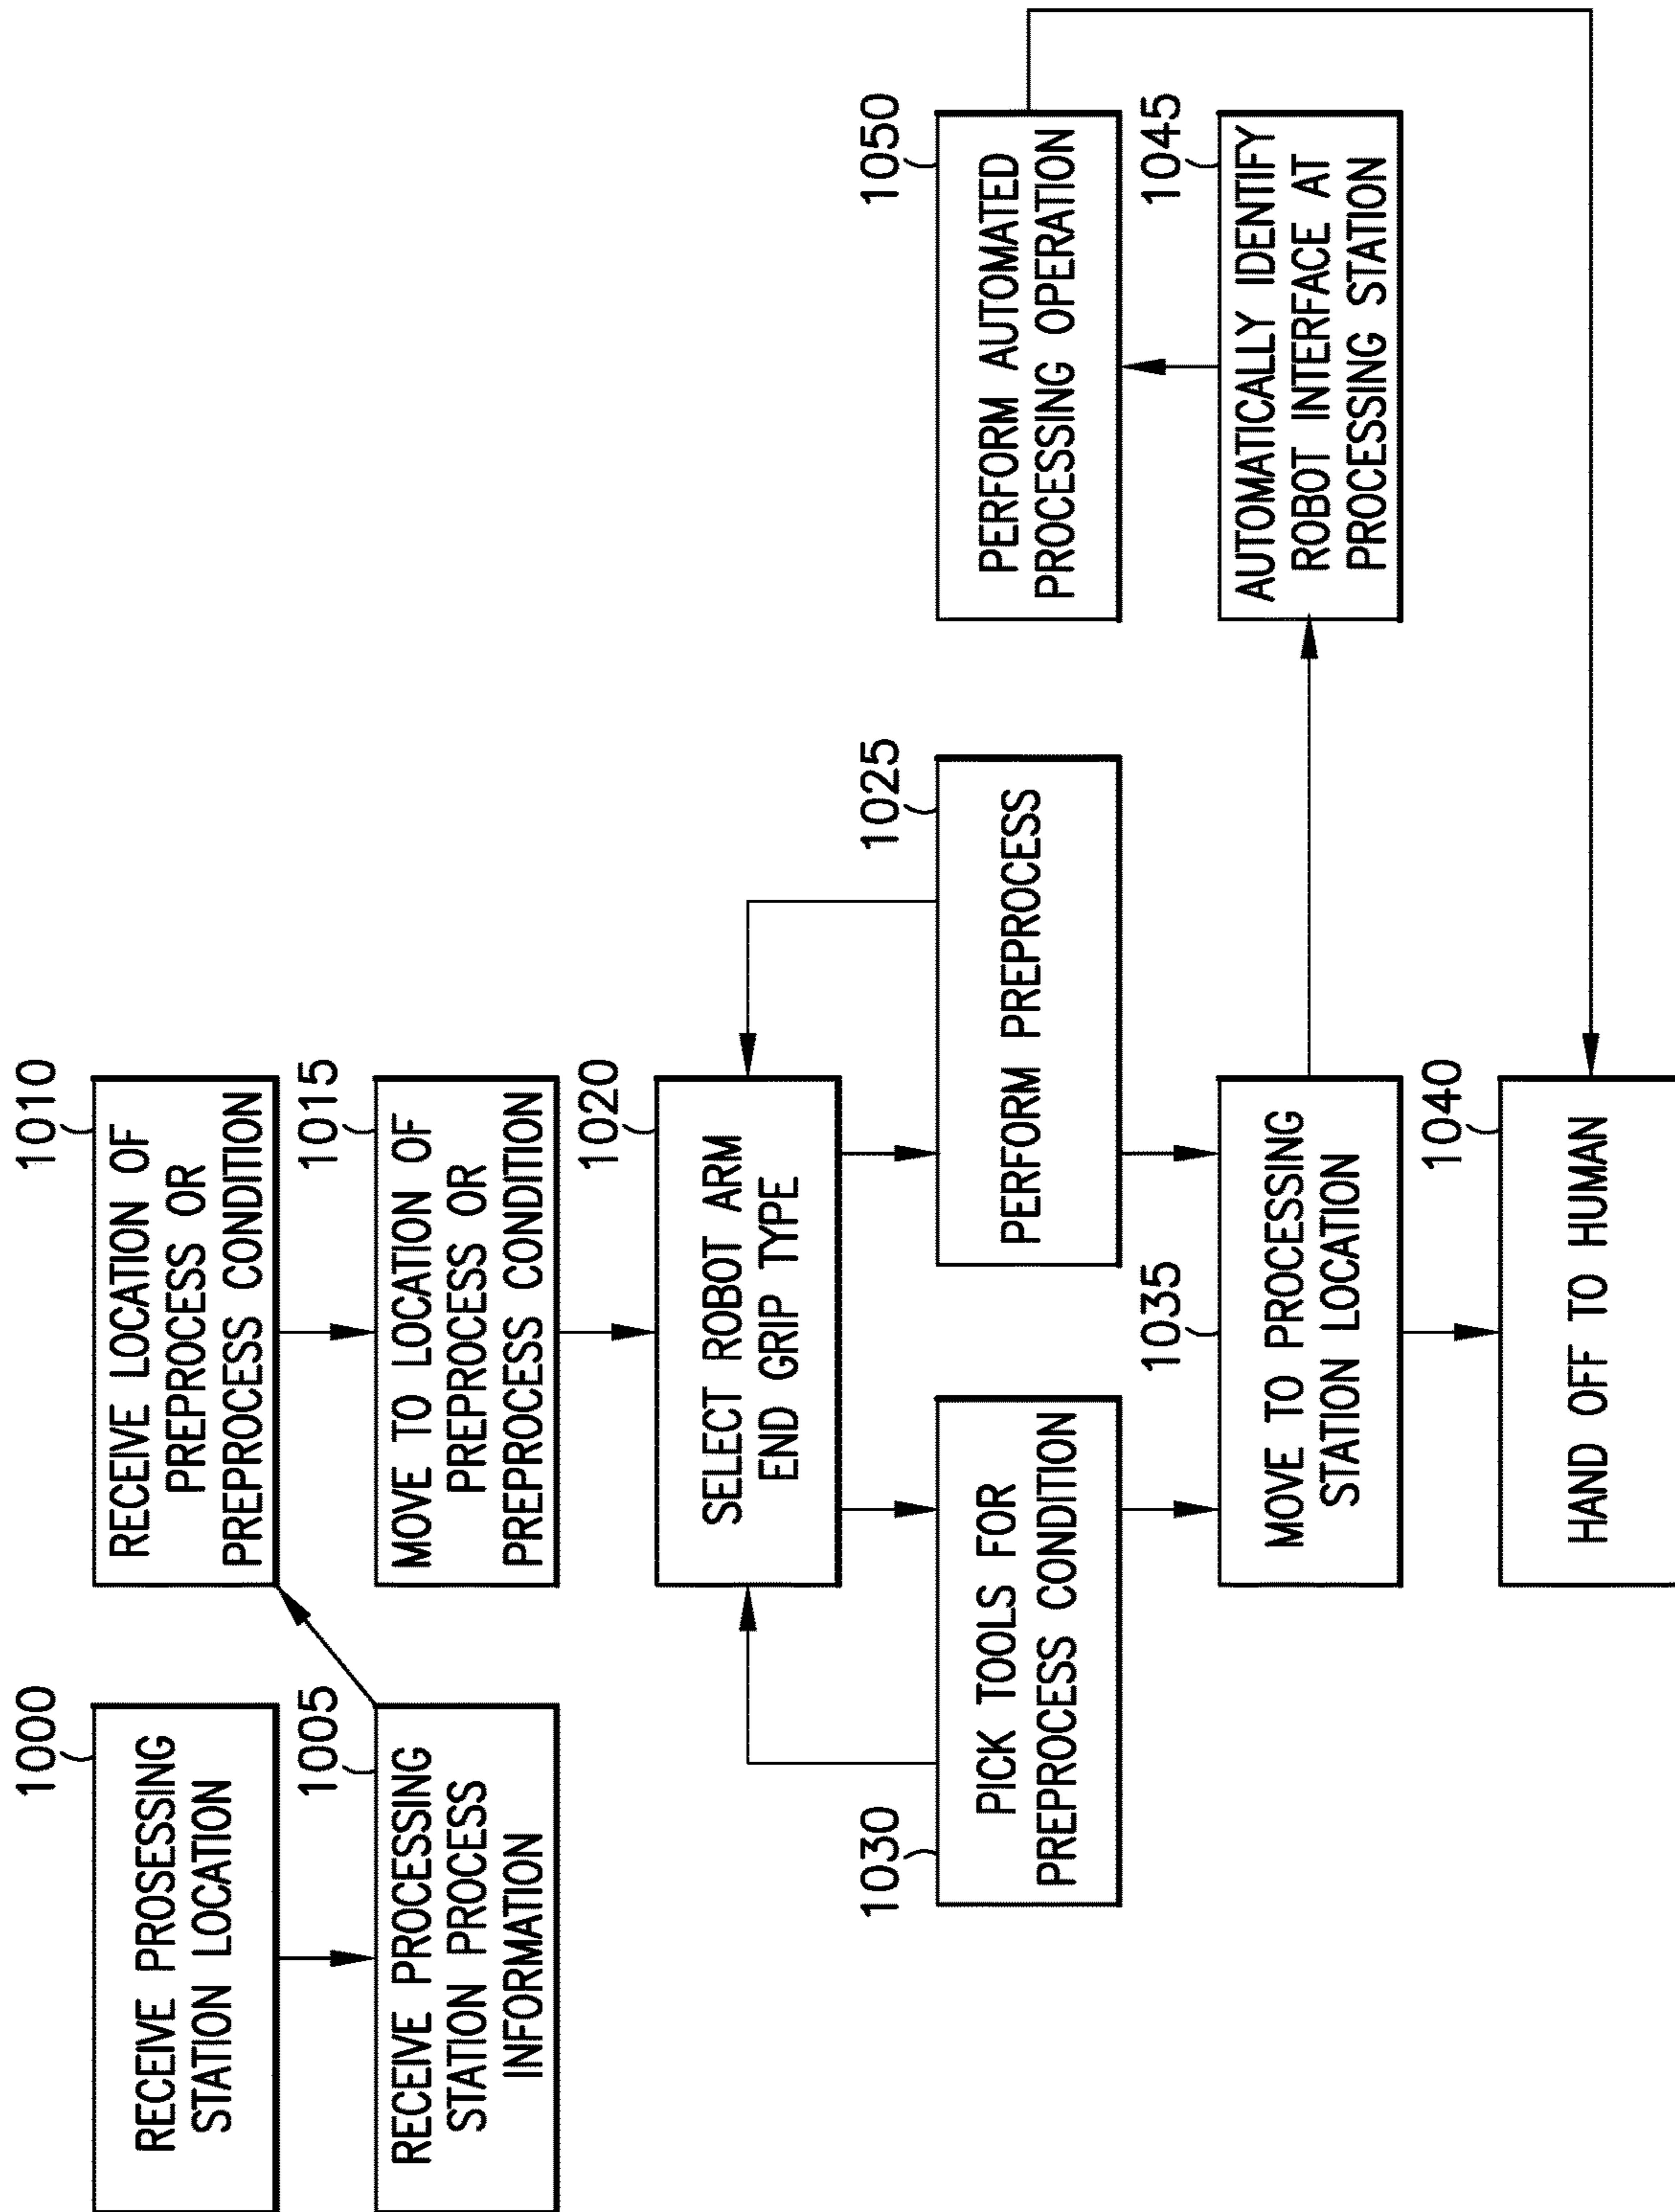 1000
RECEIVE PROSESSING
STATION LOCATION
1005
RECEIVE PROCESSING
STATION PROCESS
INFORMATION
1010
RECEIVE LOCATION OF
PREPROCESS OR
PREPROCESS CONDITION
1015
MOVE TO LOCATION OF
PREPROCESS OR
PREPROCESS CONDITION
1020
SELECT ROBOT ARM
END GRIP TYPE
1030
PICK TOOLS FOR
PREPROCESS CONDITION
1025
PERFORM PREPROCESS
1035
MOVE TO PROCESSING
STATION LOCATION
1040
HAND OFF TO HUMAN
1050
PERFORM AUTOMATED
PROCESSING OPERATION
1045
AUTOMATICALLY IDENTIFY
ROBOT INTERFACE AT
PROCESSING STATION